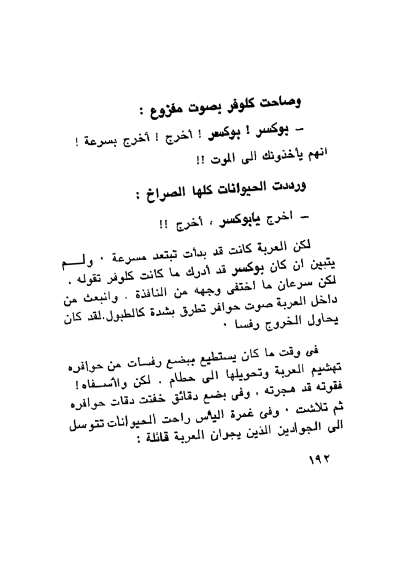 وصاحت كلوفر بصوت مفزوع :
ـ بوكسر ! بوكسر ! أخرج ! أخرج بسرعة !
انهم يأخذونك الى الموت !!
ورددت الحيوانات كلها الصراخ :
ـ اخرج يابوكسر ، أخرج !!
لكن العربة كانت قد بدأت تبتعد مسرعة ٠ ولم
يتبين ان كان بوكسر قد أدرك ما كانت كلوفر تقوله .
لكن سرعان ما اختفى وجهه من النافذة . وانبعث من
داخل العربة صوت حوافر تطرق بشدة كالطبول.لقد كان
يحاول الخروج رفسا ٠
فى وقت ما كان يستطيع ببضع رفسات من حوافره
تهشيم العربة وتحويلها الى حطام . لكن واأسفاه !
فقوته قد هجرته . وفى بضع دقائق خفتت دقات حوافره
ثم تلاشت ٠ وفى غمرة اليأس راحت الحيوانات تتوسل
الى الجوادين الذين يجران العربة قائلة :
١٩٢